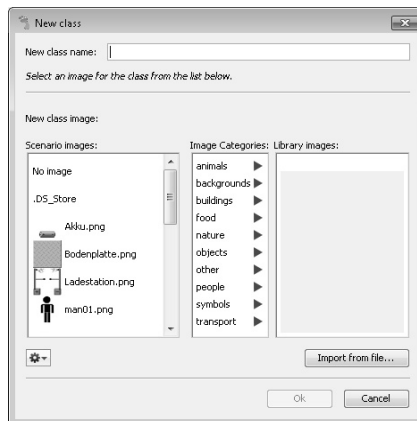 New class
New class name:
Select an image for the class from the list below.
New class image:
Scenario images:
No image
.DS_Store
Akku.png
Bodenplatte.png
Ladestation.png
man01.png
Image Categories:
animals
backgrounds
buildings
food
nature
objects
other
people
symbols
transport
Library images:
Import from file...
Ok
Cancel